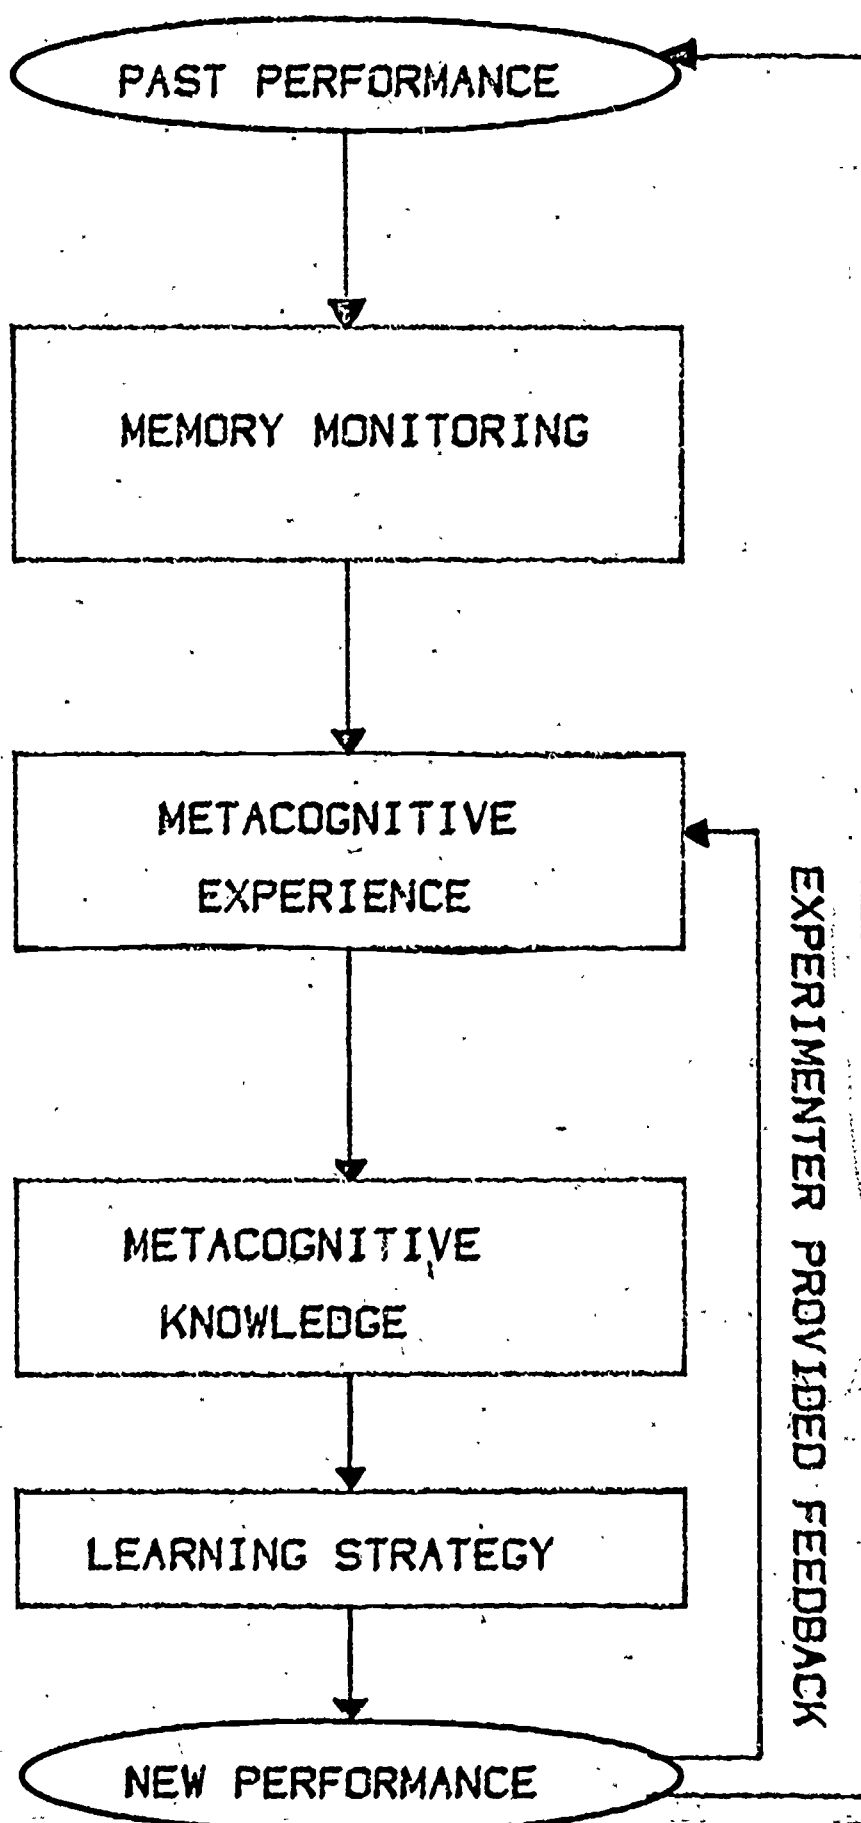 PAST PERFORMANCE
MEMORY MONITORING
METACOGNITIVE
EXPERIENCE
METACOGNITIVE
KNOWLEDGE
LEARNING STRATEGY
NEW PERFORMANCE
EXPERIMENTER PROVIDED FEEDBACK